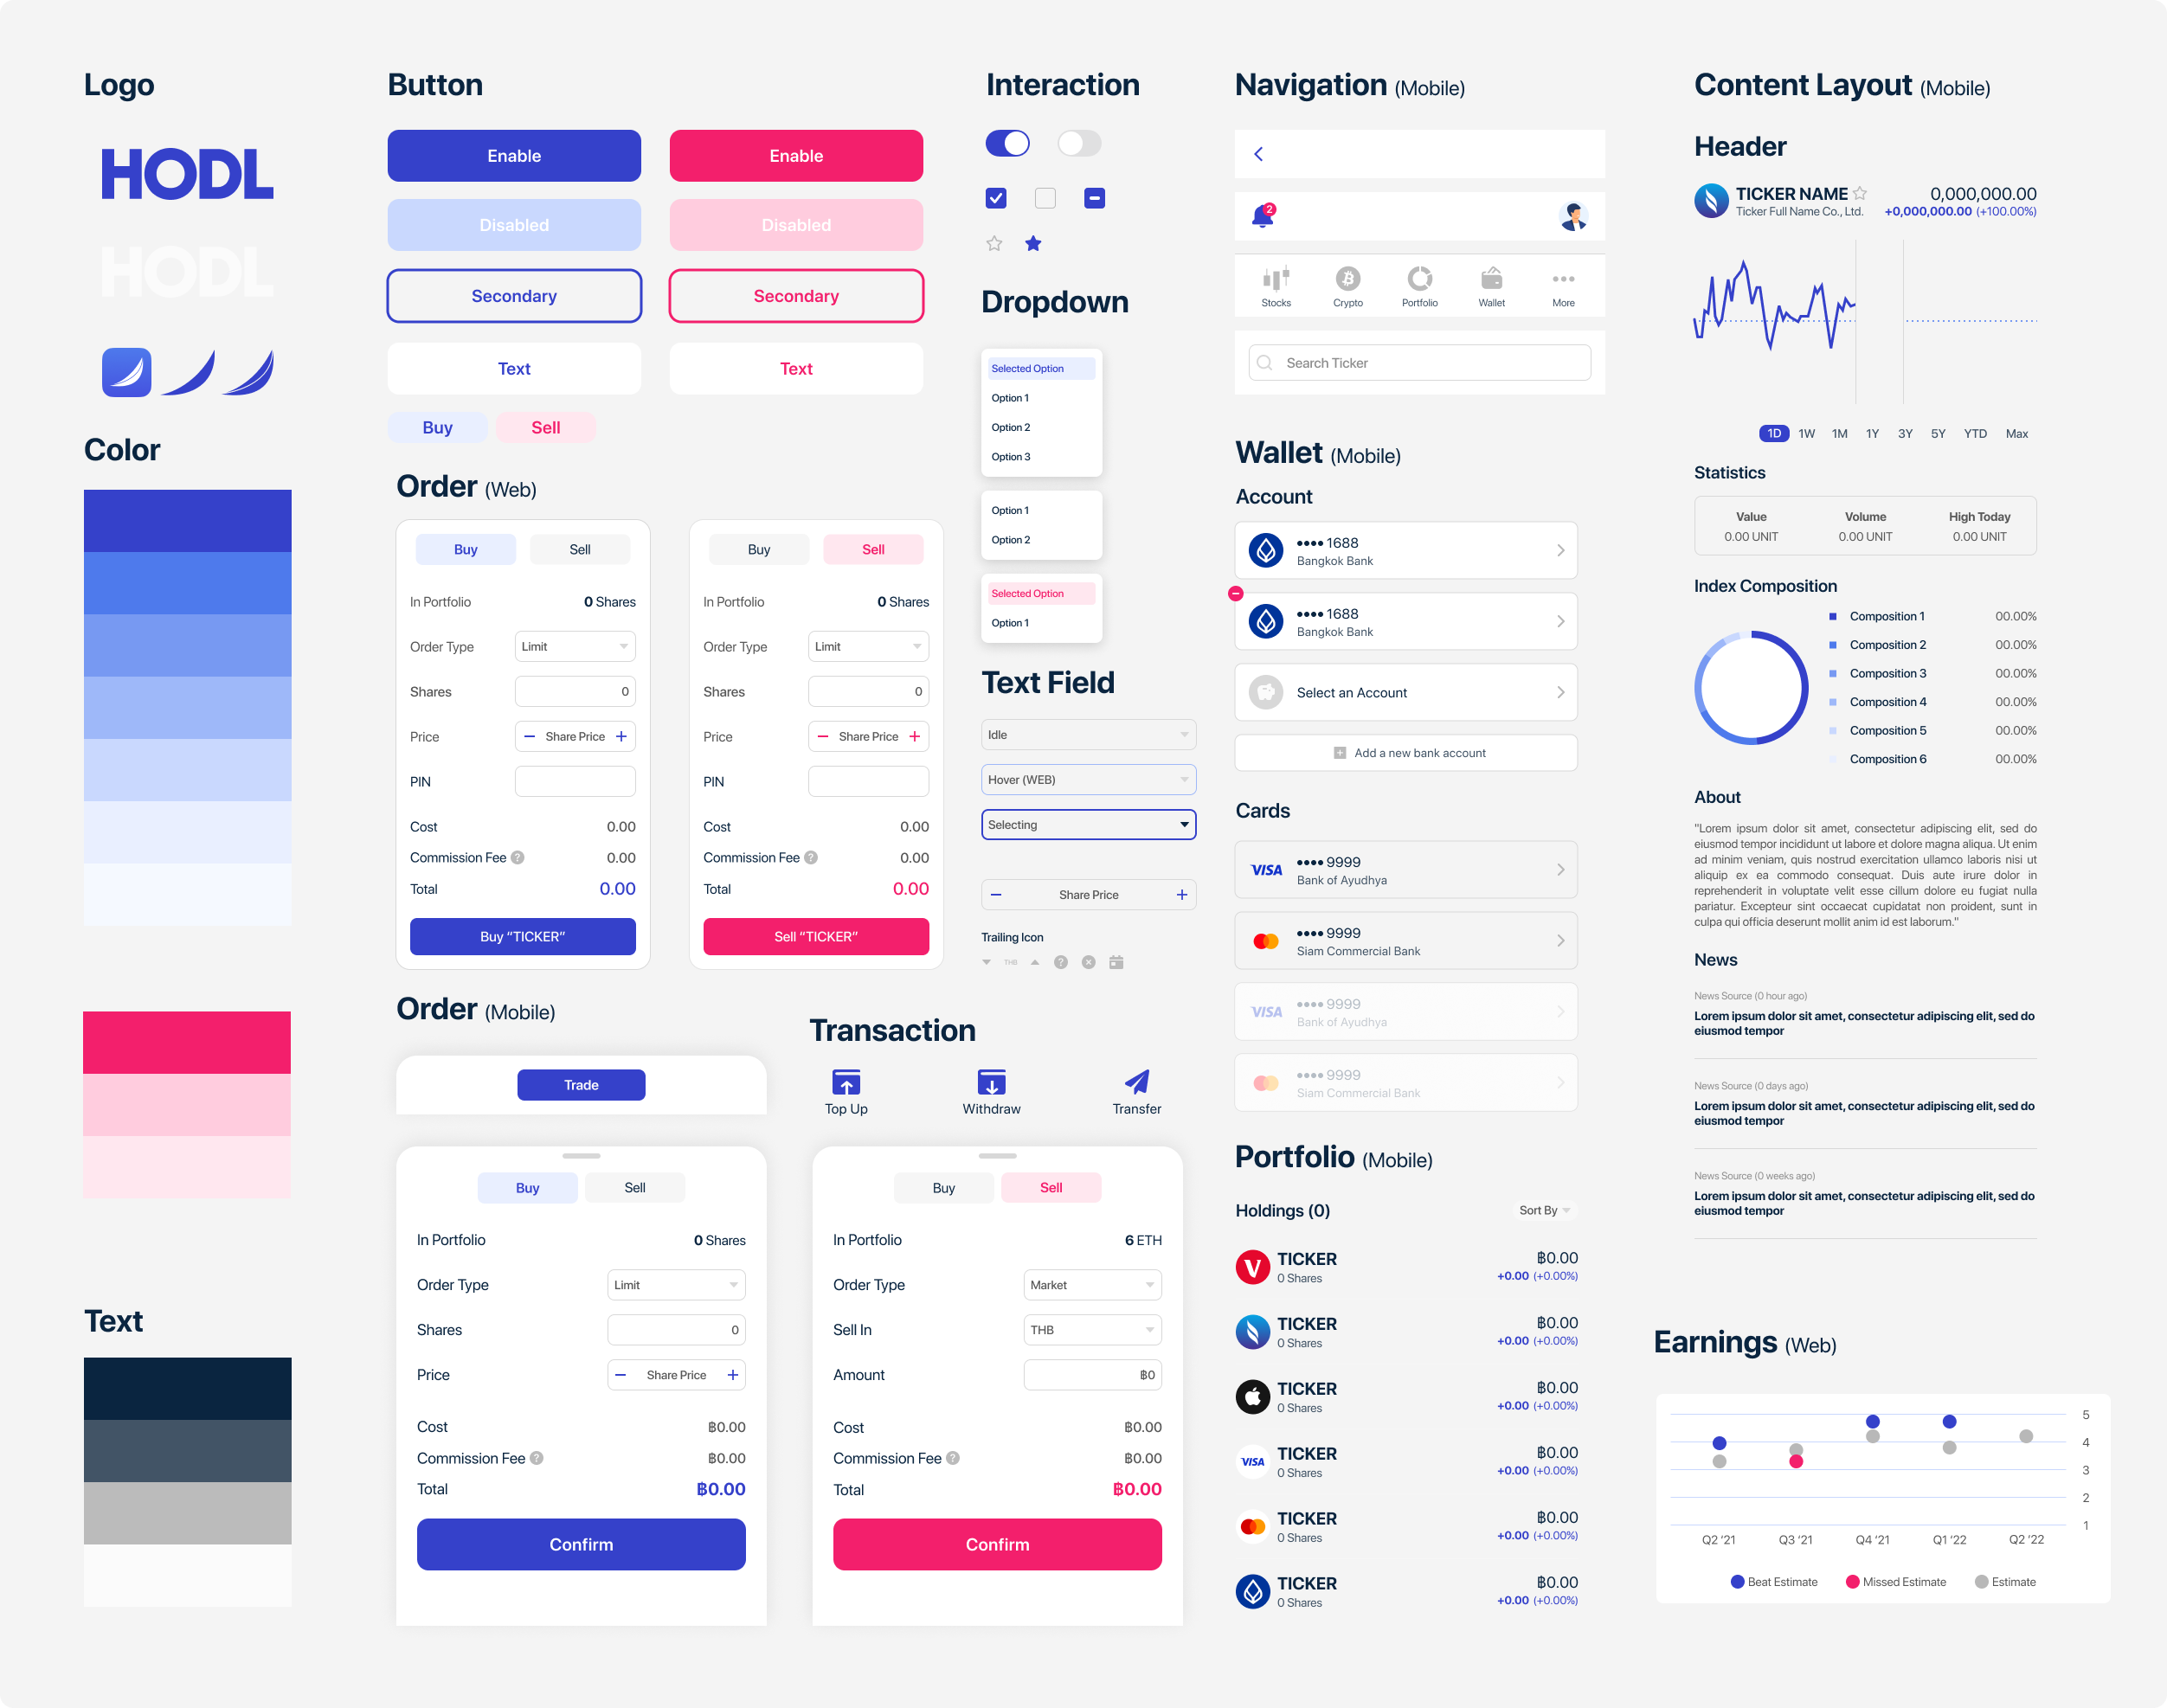 Logo
HODL
HODL
Color
Text
Button
Enable
Enable
Disabled
Disabled
Secondary
Secondary
Text
Text
Buy
Sell
Order (Web)
Buy
Sell
In Portfolio
0 Shares
Order Type
Limit
Shares
0
Price
Share Price
PIN
Cost
0.00
Commission Fee ?
0.00
Total
0.00
Buy “TICKER”
Buy
Sell
In Portfolio
0 Shares
Order Type
Limit
Shares
0
Price
Share Price
PIN
Cost
0.00
Commission Fee ?
0.00
Total
0.00
Sell “TICKER”
Order (Mobile)
Trade
Buy
Sell
In Portfolio
0 Shares
Order Type
Limit
Shares
0
Price
Share Price
Cost
฿0.00
Commission Fee ?
฿0.00
Total
฿0.00
Confirm
Transaction
Top Up
Withdraw
Transfer
Buy
Sell
In Portfolio
6 ETH
Order Type
Market
Sell In
THB
Amount
฿0
Cost
฿0.00
Commission Fee ?
฿0.00
Total
฿0.00
Confirm
Interaction
Dropdown
Selected Option
Option 1
Option 2
Option 3
Option 1
Option 2
Selected Option
Option 1
Text Field
Idle
Hover (WEB)
Selecting
Share Price
Trailing Icon
THB
?
Navigation (Mobile)
2
Stocks
Crypto
Portfolio
Wallet
More
Search Ticker
Wallet (Mobile)
Account
•••• 1688
Bangkok Bank
•••• 1688
Bangkok Bank
Select an Account
Add a new bank account
Cards
VISA
•••• 9999
Bank of Ayudhya
•••• 9999
Siam Commercial Bank
VISA
•••• 9999
Bank of Ayudhya
•••• 9999
Siam Commercial Bank
Portfolio (Mobile)
Holdings (0)
Sort By
V
TICKER
฿0.00
0 Shares
+0.00 (+0.00%)
TICKER
฿0.00
0 Shares
+0.00 (+0.00%)
TICKER
฿0.00
0 Shares
+0.00 (+0.00%)
VISA
TICKER
฿0.00
0 Shares
+0.00 (+0.00%)
TICKER
฿0.00
0 Shares
+0.00 (+0.00%)
TICKER
฿0.00
0 Shares
+0.00 (+0.00%)
Content Layout (Mobile)
Header
TICKER NAME
0,000,000.00
Ticker Full Name Co., Ltd.
+0,000,000.00 (+100.00%)
1D 1W 1M 1Y 3Y 5Y YTD Max
Statistics
Value
Volume
High Today
0.00 UNIT
0.00 UNIT
0.00 UNIT
Index Composition
Composition 1 00.00%
Composition 2 00.00%
Composition 3 00.00%
Composition 4 00.00%
Composition 5 00.00%
Composition 6 00.00%
About
"Lorem ipsum dolor sit amet, consectetur adipiscing elit, sed do
eiusmod tempor incididunt ut labore et dolore magna aliqua. Ut enim
ad minim veniam, quis nostrud exercitation ullamco laboris nisi ut
aliquip ex ea commodo consequat. Duis aute irure dolor in
reprehenderit in voluptate velit esse cillum dolore eu fugiat nulla
pariatur. Excepteur sint occaecat cupidatat non proident, sunt in
culpa qui officia deserunt mollit anim id est laborum."
News
News Source (0 hour ago)
Lorem ipsum dolor sit amet, consectetur adipiscing elit, sed do
eiusmod tempor
News Source (0 days ago)
Lorem ipsum dolor sit amet, consectetur adipiscing elit, sed do
eiusmod tempor
News Source (0 weeks ago)
Lorem ipsum dolor sit amet, consectetur adipiscing elit, sed do
eiusmod tempor
Earnings (Web)
5
4
3
2
1
Q2 ’21
Q3 ’21
Q4 ’21
Q1 ’22
Q2 ’22
Beat Estimate
Missed Estimate
Estimate